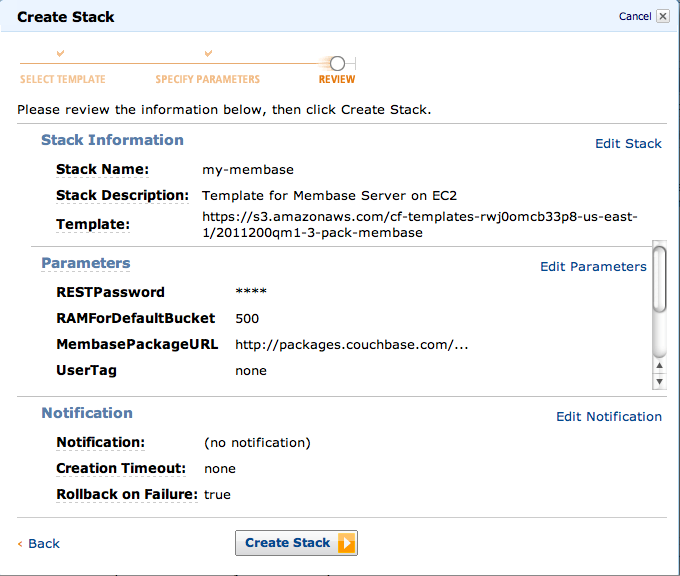 Create Stack
Cancel
SELECT TEMPLATE SPECIFY PARAMETERS REVIEW
Please review the information below, then click Create Stack.
Stack Information Edit Stack
Stack Name: my-membase
Stack Description: Template for Membase Server on EC2
Template: https://s3.amazonaws.com/cf-templates-rwj0omcb33p8-us-east-
1/2011200qm1-3-pack-membase
Parameters Edit Parameters
RESTPassword ****
RAMForDefaultBucket 500
MembasePackageURL http://packages.couchbase.com/...
UserTag none
Notification Edit Notification
Notification: (no notification)
Creation Timeout: none
Rollback on Failure: true
‹ Back Create Stack